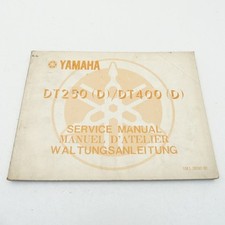 YAMAHA
DT250 (D)/DT400 (D)
SERVICE MANUAL
MANUEL D'ATELIER
WALTUNGSANLEITUNG